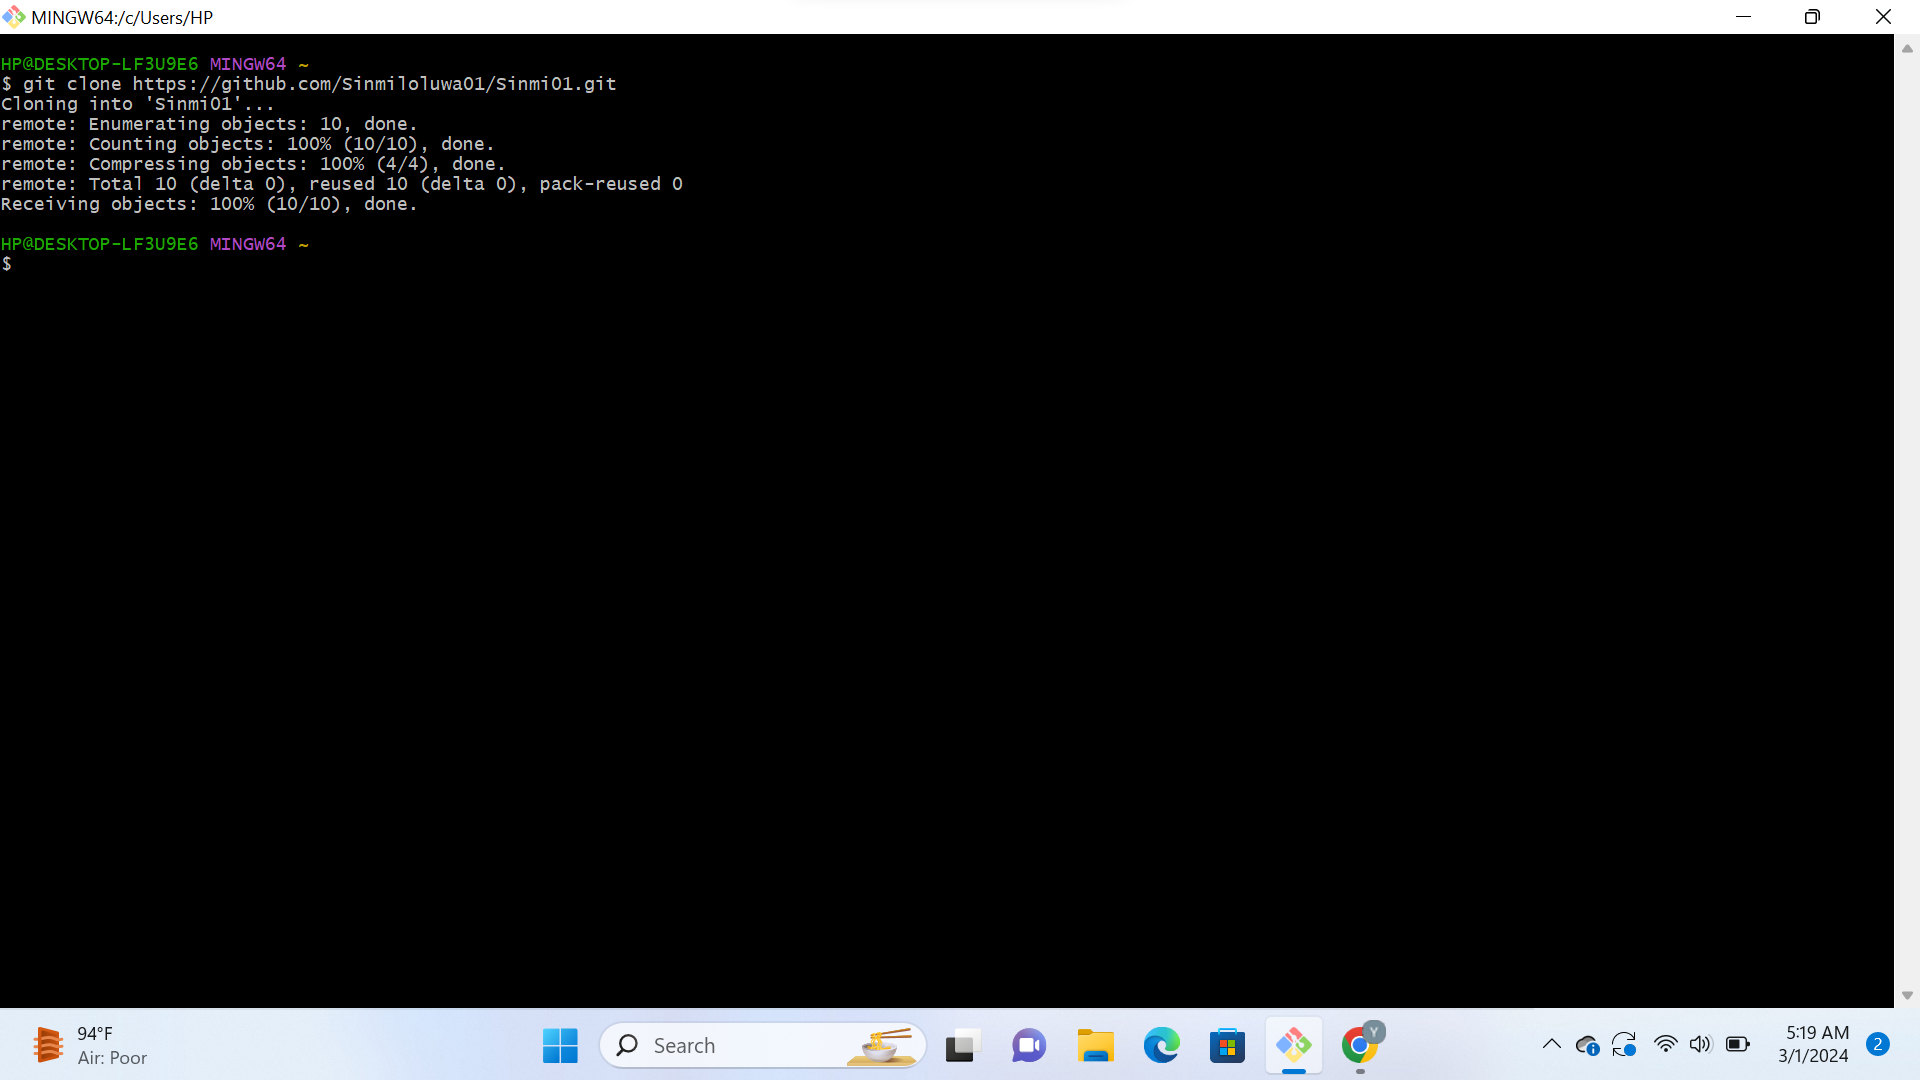 MINGW64:/c/Users/HP
HP@DESKTOP-LF3U9E6 MINGW64 ~
$ git clone https://github.com/Sinmiloluwa01/Sinmi01.git
Cloning into 'Sinmi01'...
remote: Enumerating objects: 10, done.
remote: Counting objects: 100% (10/10), done.
remote: Compressing objects: 100% (4/4), done.
remote: Total 10 (delta 0), reused 10 (delta 0), pack-reused 0
Receiving objects: 100% (10/10), done.
HP@DESKTOP-LF3U9E6 MINGW64 ~
$
94°F
Air: Poor
Search
Y
5:19 AM
3/1/2024
2